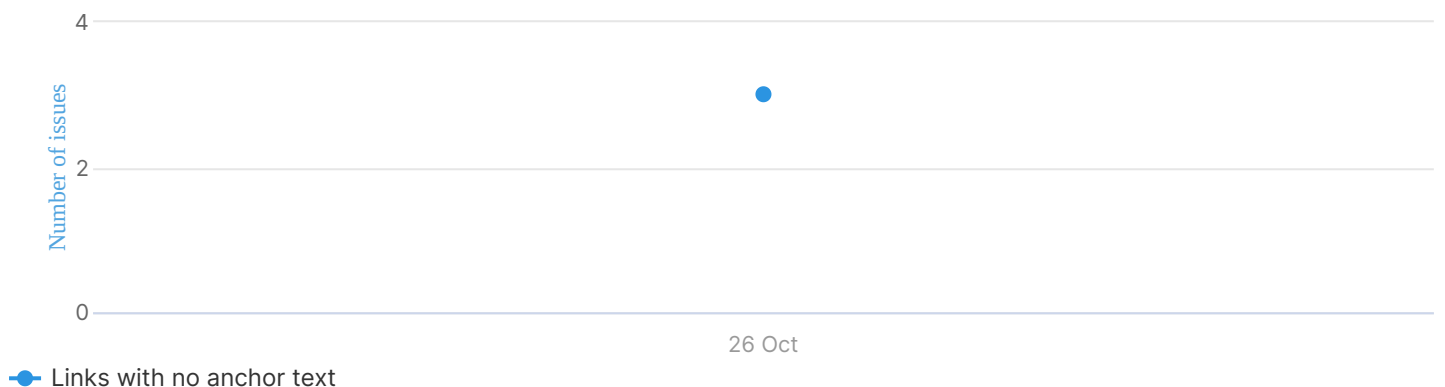 4
Number of issues
2
0
26 Oct
Links with no anchor text